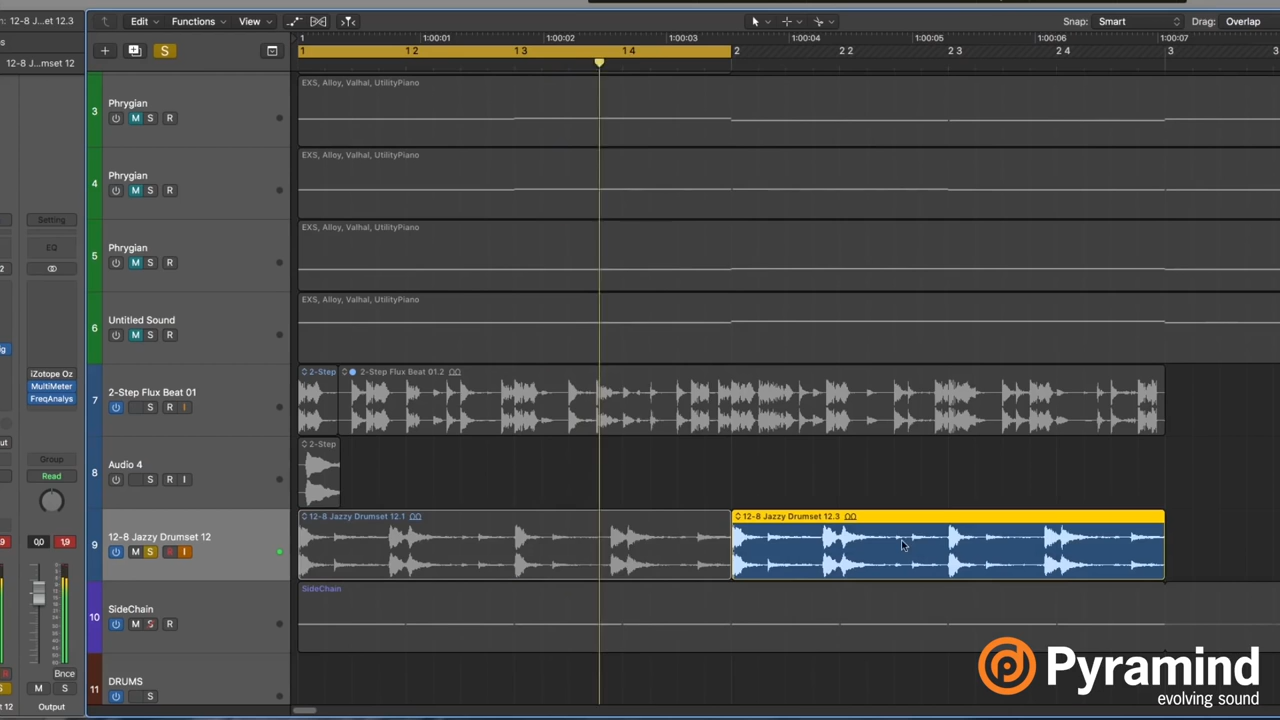 n: 12-8 J...et 12.3
Edit Functions View Snap: Smart Drag: Overlap
os
12-8 J...mset 12
S
1 1:00:01 1:00:02 1:00:03 1:00:04 1:00:05 1:00:06 1:00:07
1 1 2 1 3 1 4 2 2 2 2 3 2 4 3 3
3 Phrygian M S R
EXS, Alloy, Valhal, UtilityPiano
4 Phrygian M S R
EXS, Alloy, Valhal, UtilityPiano
5 Phrygian M S R
EXS, Alloy, Valhal, UtilityPiano
6 Untitled Sound M S R
EXS, Alloy, Valhal, UtilityPiano
7 2-Step Flux Beat 01 S R I
2-Step 2-Step Flux Beat 01.2
8 Audio 4 S R I
2-Step
9 12-8 Jazzy Drumset 12 M S R I
12-8 Jazzy Drumset 12.1 12-8 Jazzy Drumset 12.3
10 SideChain M S R
SideChain
11 DRUMS S
Setting
EQ
iZotope Oz
MultiMeter
FreqAnalys
Group
Read
0,0 1,9
Bnce
M S
t 12 Output
Pyramind
evolving sound